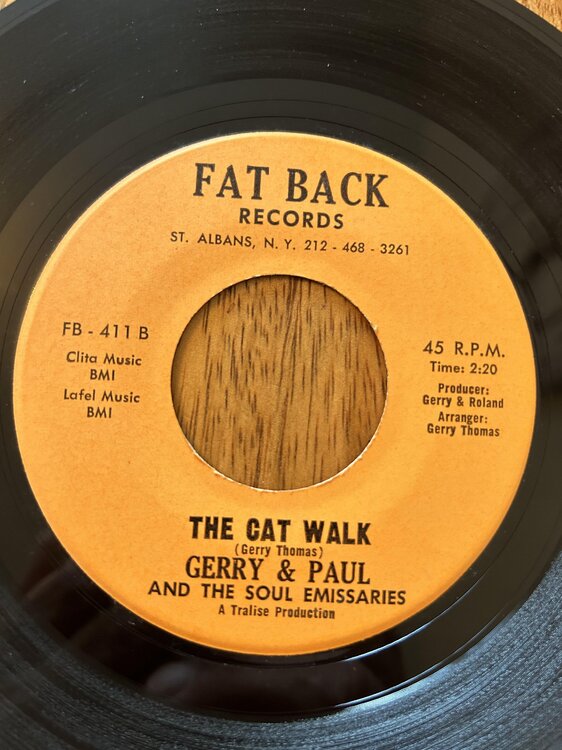 FAT BACK
RECORDS
ST. ALBANS, N. Y. 212 - 468 - 3261
FB - 411 B
Clita Music
BMI
Lafel Music
BMI
45 R.P.M.
Time: 2:20
Producer:
Gerry & Roland
Arranger:
Gerry Thomas
THE CAT WALK
(Gerry Thomas)
GERRY & PAUL
AND THE SOUL EMISSARIES
A Tralise Production